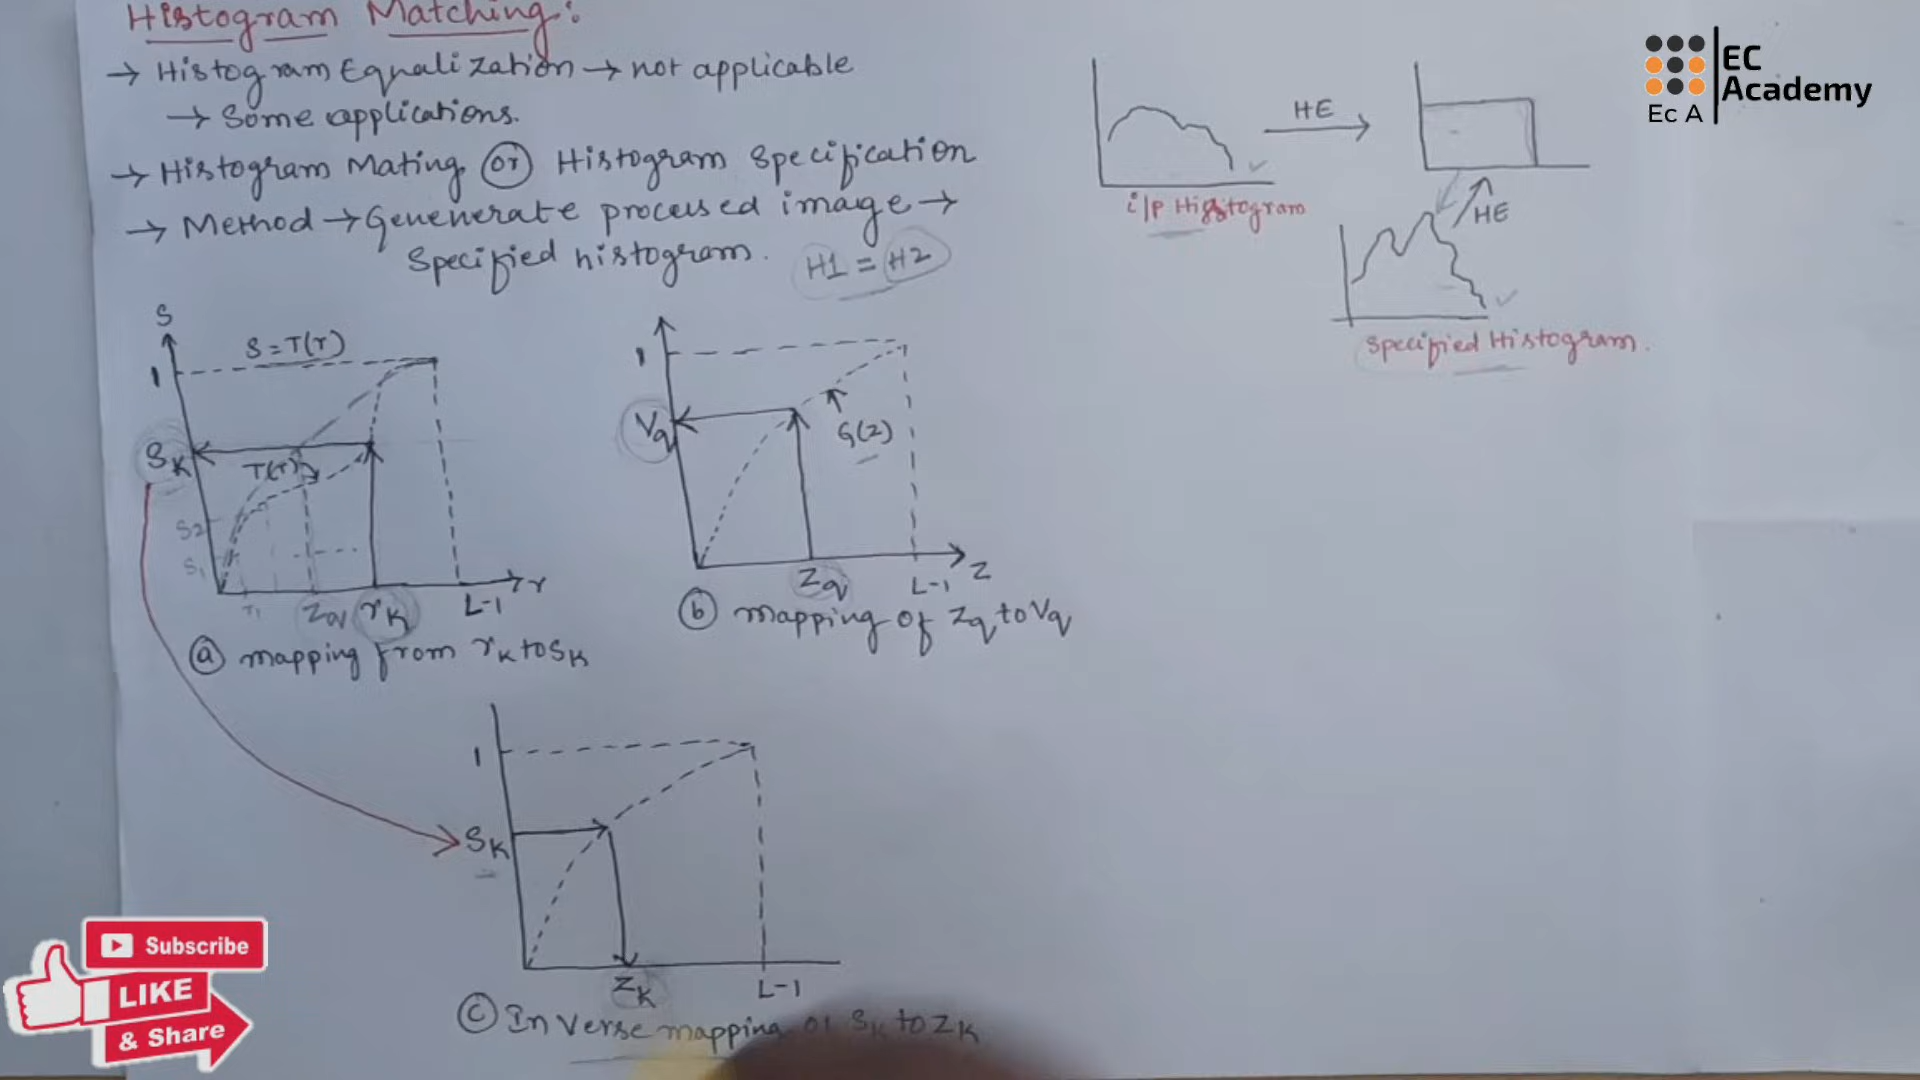 Histogram Matching:
→ Histogram Equalization → not applicable
→ Some applications.
→ Histogram Mating or Histogram Specification
→ Method → Genenerate processed image →
Specified histogram. H1 = H2
HE
i/p Higstogram
HE
Specified Histogram.
EC
Academy
Ec A
S
S = T(r)
1
SK
T(r)
S2
S1
r1
Zq
rK
L-1
r
ⓐ mapping from rK to SK
1
Vq
G(Z)
Zq
L-1
Z
ⓑ mapping of Zq to Vq
1
SK
ZK
L-1
ⓒ Inverse mapping of SK to ZK
Subscribe
LIKE
& Share